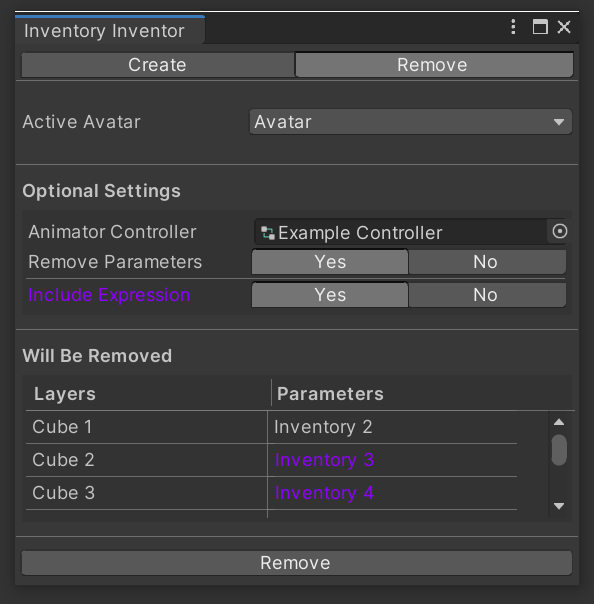 Inventory Inventor
Create Remove
Active Avatar Avatar
Optional Settings
Animator Controller Example Controller
Remove Parameters Yes No
Include Expression Yes No
Will Be Removed
Layers Parameters
Cube 1 Inventory 2
Cube 2 Inventory 3
Cube 3 Inventory 4
Remove